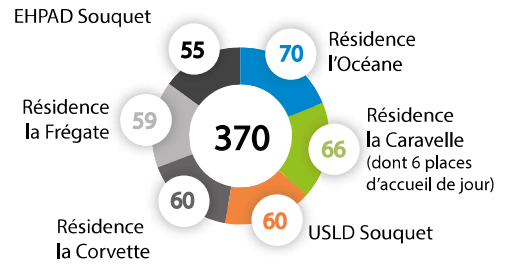 EHPAD Souquet
55
70
Résidence
l'Océane
Résidence
la Frégate
59
370
66
Résidence
la Caravelle
(dont 6 places
d'accueil de jour)
60
Résidence
la Corvette
60
USLD Souquet